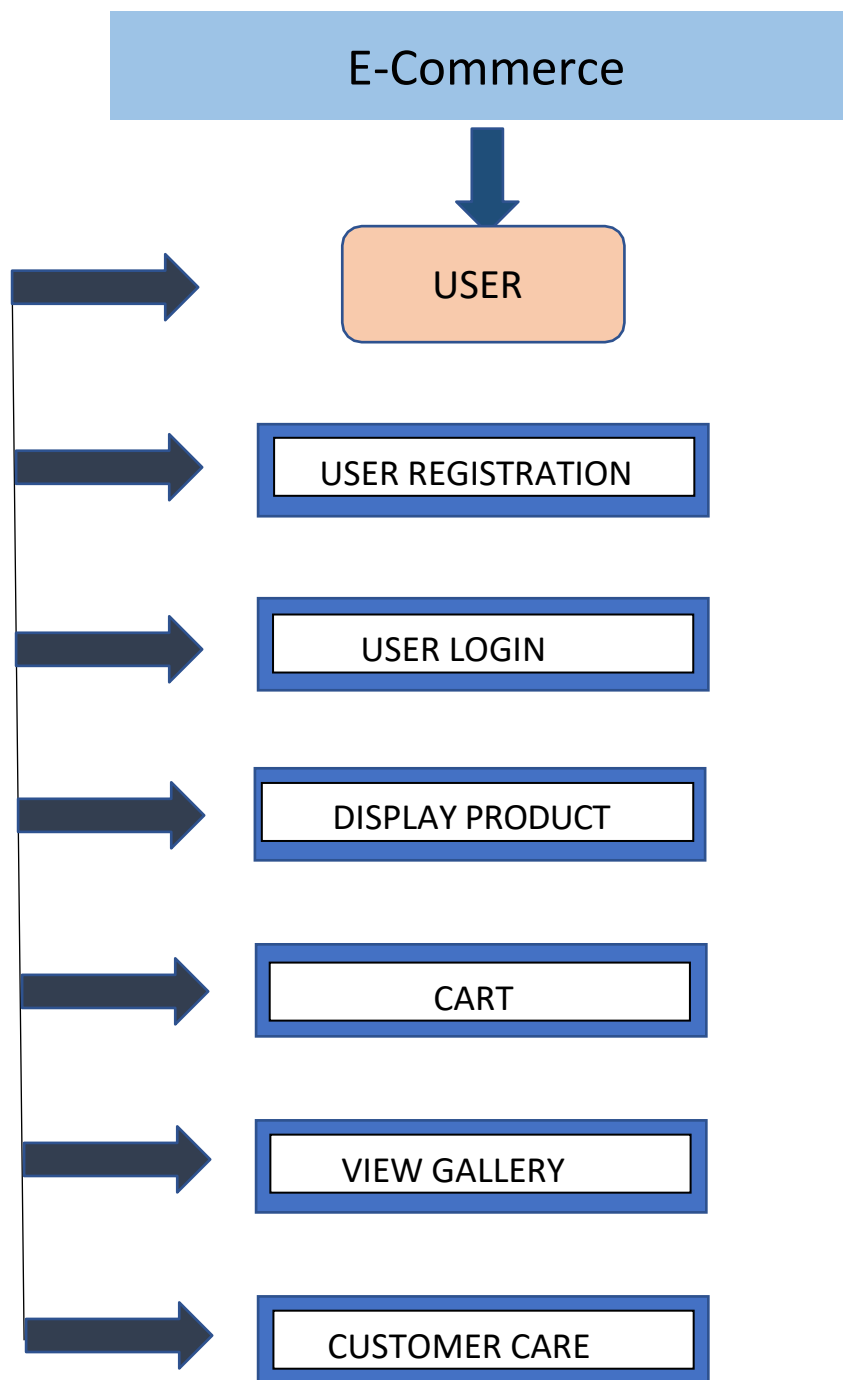 E-Commerce
USER
USER REGISTRATION
USER LOGIN
DISPLAY PRODUCT
CART
VIEW GALLERY
CUSTOMER CARE